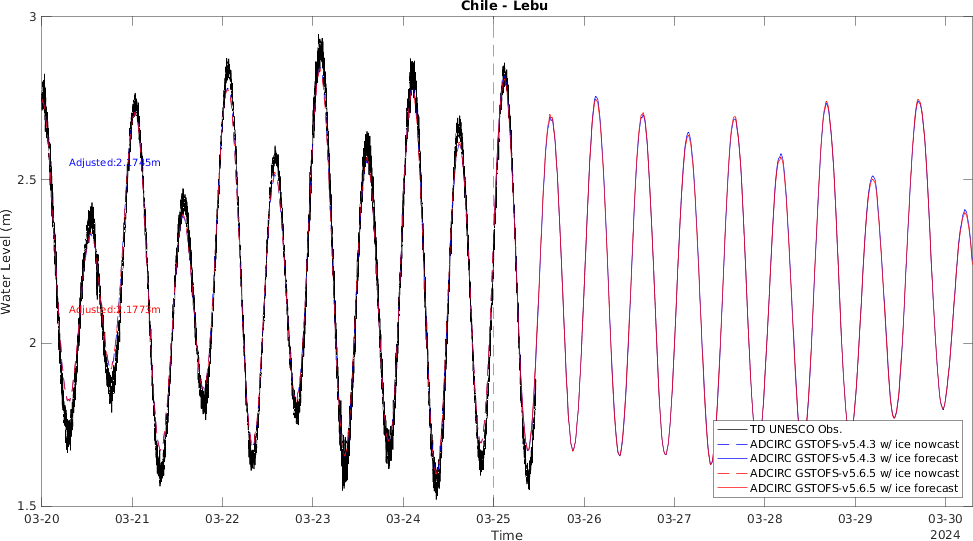 Chile - Lebu
3
2.5
2
1.5
Water Level (m)
Adjusted:2.1745m
Adjusted:2.1773m
TD UNESCO Obs.
ADCIRC GSTOFS-v5.4.3 w/ ice nowcast
ADCIRC GSTOFS-v5.4.3 w/ ice forecast
ADCIRC GSTOFS-v5.6.5 w/ ice nowcast
ADCIRC GSTOFS-v5.6.5 w/ ice forecast
03-20 03-21 03-22 03-23 03-24 03-25 03-26 03-27 03-28 03-29 03-30
Time
2024